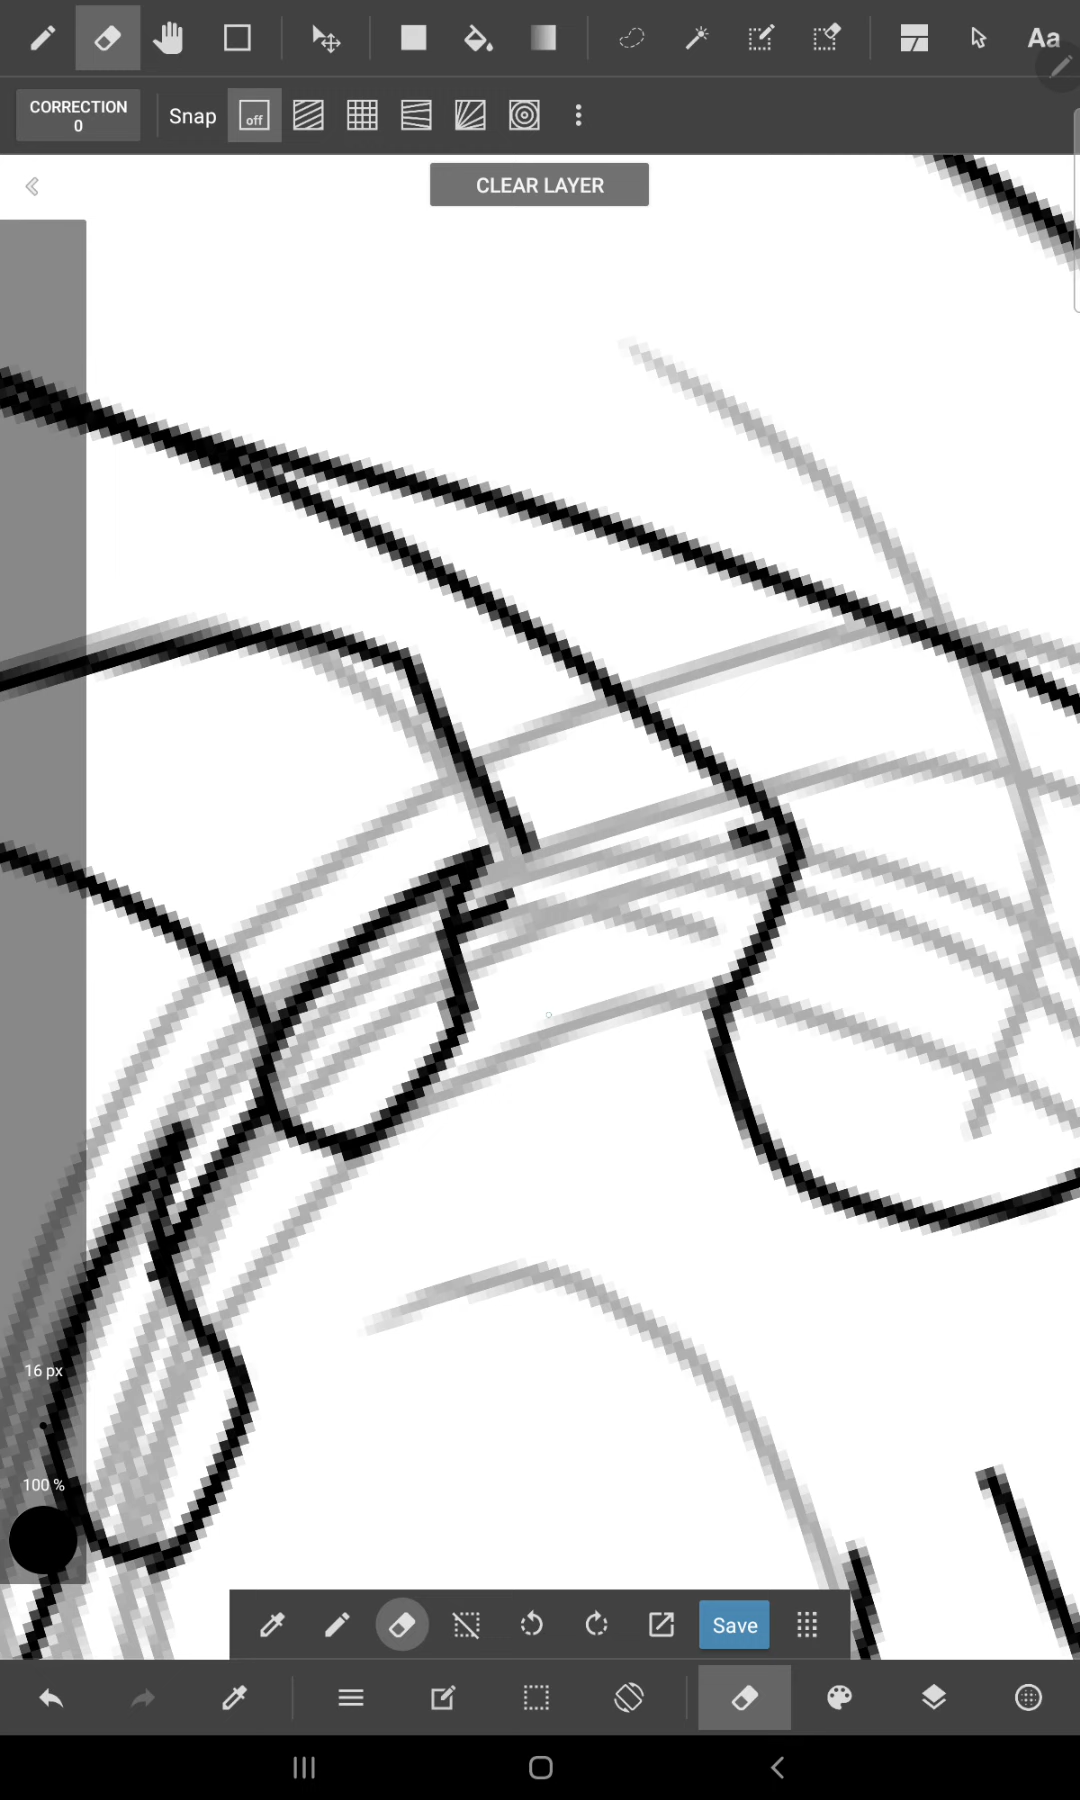 Aa
CORRECTION
0
Snap
off
CLEAR LAYER
16 px
100 %
Save